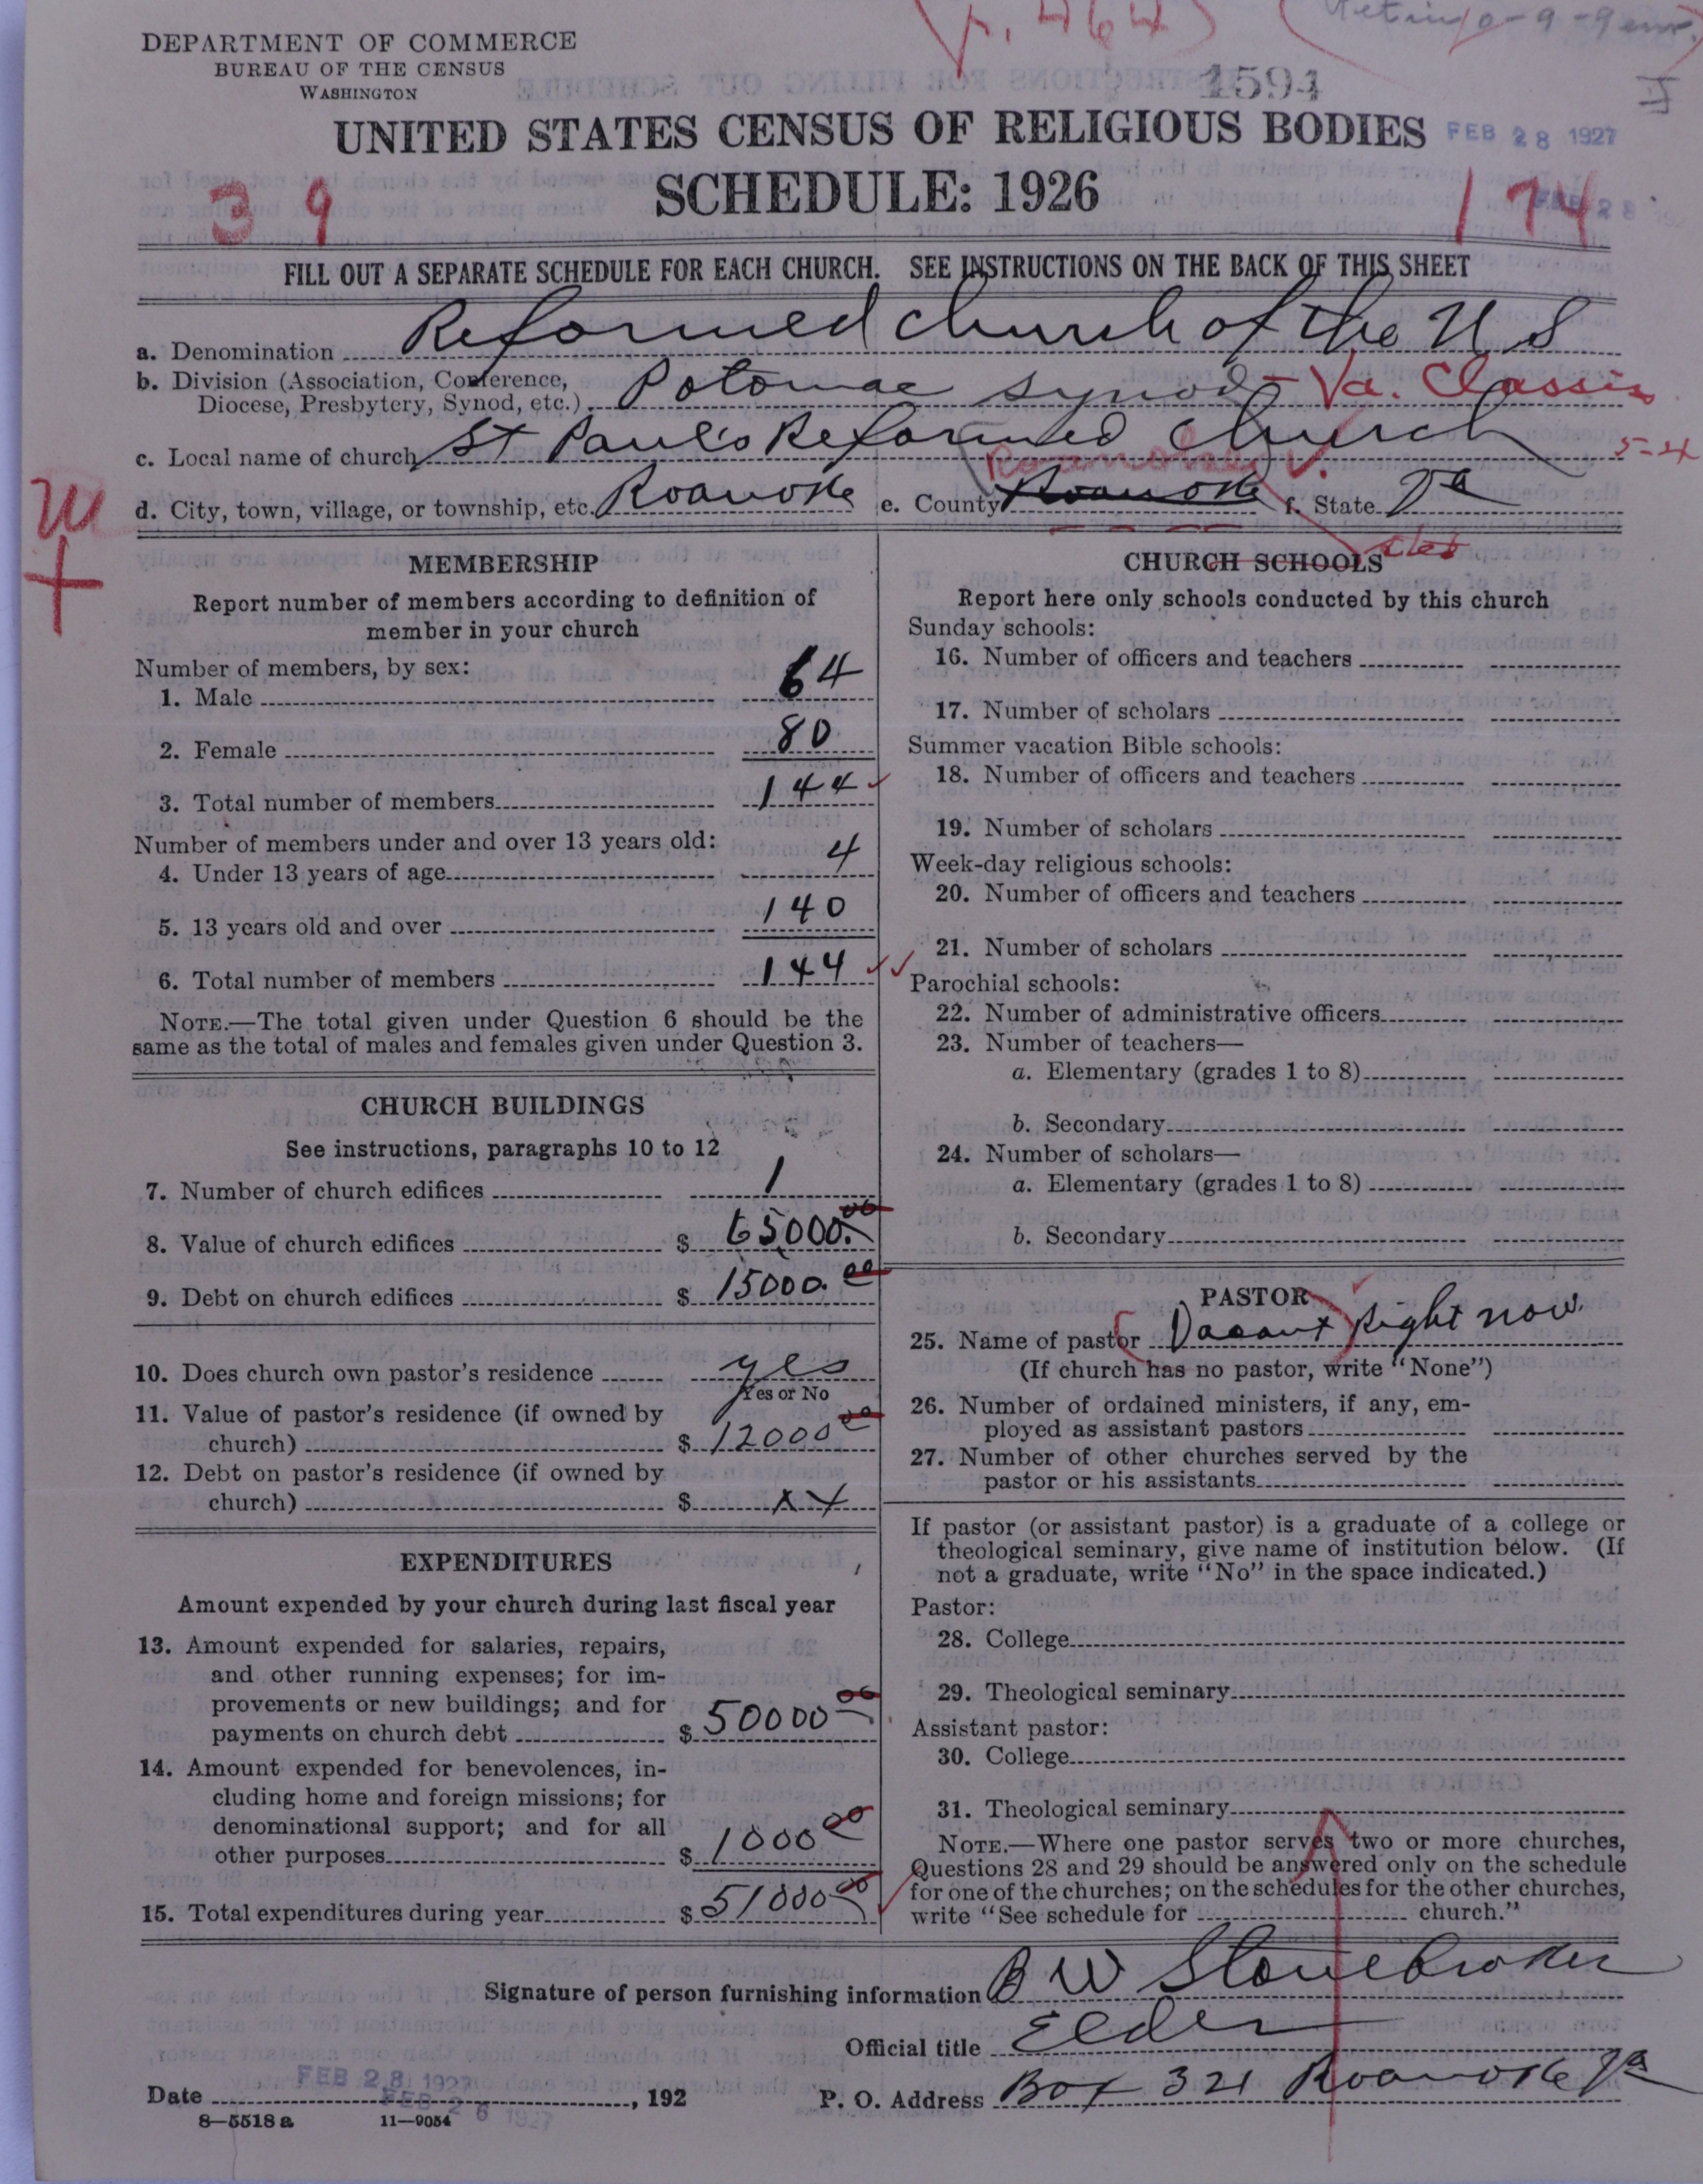 DEPARTMENT OF COMMERCE
BUREAU OF THE CENSUS
WASHINGTON
1594
UNITED STATES CENSUS OF RELIGIOUS BODIES
FEB 28 1927
SCHEDULE: 1926
39
174
FEB 28
FILL OUT A SEPARATE SCHEDULE FOR EACH CHURCH. SEE INSTRUCTIONS ON THE BACK OF THIS SHEET
a. Denomination Reformed Church of the U S
b. Division (Association, Conference, Diocese, Presbytery, Synod, etc.) Potomac Synod - Va. Classis
c. Local name of church St Paul's Reformed Church
5-4
d. City, town, village, or township, etc. Roanoke e. County Roanoke f. State Va
MEMBERSHIP
Report number of members according to definition of
member in your church
Number of members, by sex:
1. Male 64
2. Female 80
3. Total number of members 144
Number of members under and over 13 years old:
4. Under 13 years of age 4
5. 13 years old and over 140
6. Total number of members 144
NOTE.—The total given under Question 6 should be the
same as the total of males and females given under Question 3.
CHURCH BUILDINGS
See instructions, paragraphs 10 to 12
7. Number of church edifices 1
8. Value of church edifices $ 65000.00
9. Debt on church edifices $ 15000.00
10. Does church own pastor's residence yes
Yes or No
11. Value of pastor's residence (if owned by
church) $ 12000 00
12. Debt on pastor's residence (if owned by
church) $ XX
EXPENDITURES
Amount expended by your church during last fiscal year
13. Amount expended for salaries, repairs,
and other running expenses; for im-
provements or new buildings; and for
payments on church debt $ 50000 00
14. Amount expended for benevolences, in-
cluding home and foreign missions; for
denominational support; and for all
other purposes $ 1000 00
15. Total expenditures during year $ 51000 00
CHURCH SCHOOLS
Report here only schools conducted by this church
Sunday schools:
16. Number of officers and teachers
17. Number of scholars
Summer vacation Bible schools:
18. Number of officers and teachers
19. Number of scholars
Week-day religious schools:
20. Number of officers and teachers
21. Number of scholars
Parochial schools:
22. Number of administrative officers
23. Number of teachers—
a. Elementary (grades 1 to 8)
b. Secondary
24. Number of scholars—
a. Elementary (grades 1 to 8)
b. Secondary
PASTOR
25. Name of pastor Vacant Right now.
(If church has no pastor, write "None")
26. Number of ordained ministers, if any, em-
ployed as assistant pastors
27. Number of other churches served by the
pastor or his assistants
If pastor (or assistant pastor) is a graduate of a college or
theological seminary, give name of institution below. (If
not a graduate, write "No" in the space indicated.)
Pastor:
28. College
29. Theological seminary
Assistant pastor:
30. College
31. Theological seminary
NOTE.—Where one pastor serves two or more churches,
Questions 28 and 29 should be answered only on the schedule
for one of the churches; on the schedules for the other churches,
write "See schedule for church."
Signature of person furnishing information B W Stonebraker
Official title Elder
Date FEB 28 1927, 192
FEB 26 1927
P. O. Address Box 321 Roanoke Va
8—5518 a 11—9054